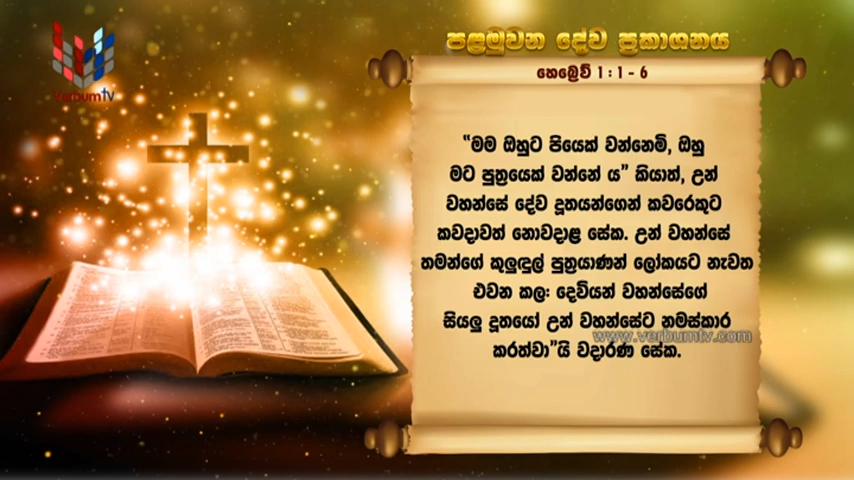 verbumtv
පළමුවන දේව ප්‍රකාශනය
හෙබ්‍රෙව් 1 : 1 - 6
“මම ඔහුට පියෙක් වන්නෙමි, ඔහු
මට පුත්‍රයෙක් වන්නේ ය” කියාත්, උන්
වහන්සේ දේව දූතයන්ගෙන් කවරෙකුට
කවදාවත් නොවදාළ සේක. උන් වහන්සේ
තමන්ගේ කුලුඳුල් පුත්‍රයාණන් ලෝකයට නැවත
එවන කල: දෙවියන් වහන්සේගේ
සියලු දූතයෝ උන් වහන්සේට නමස්කාර
www.verbumtv.com
කරත්වා”යි වදාරණ සේක.